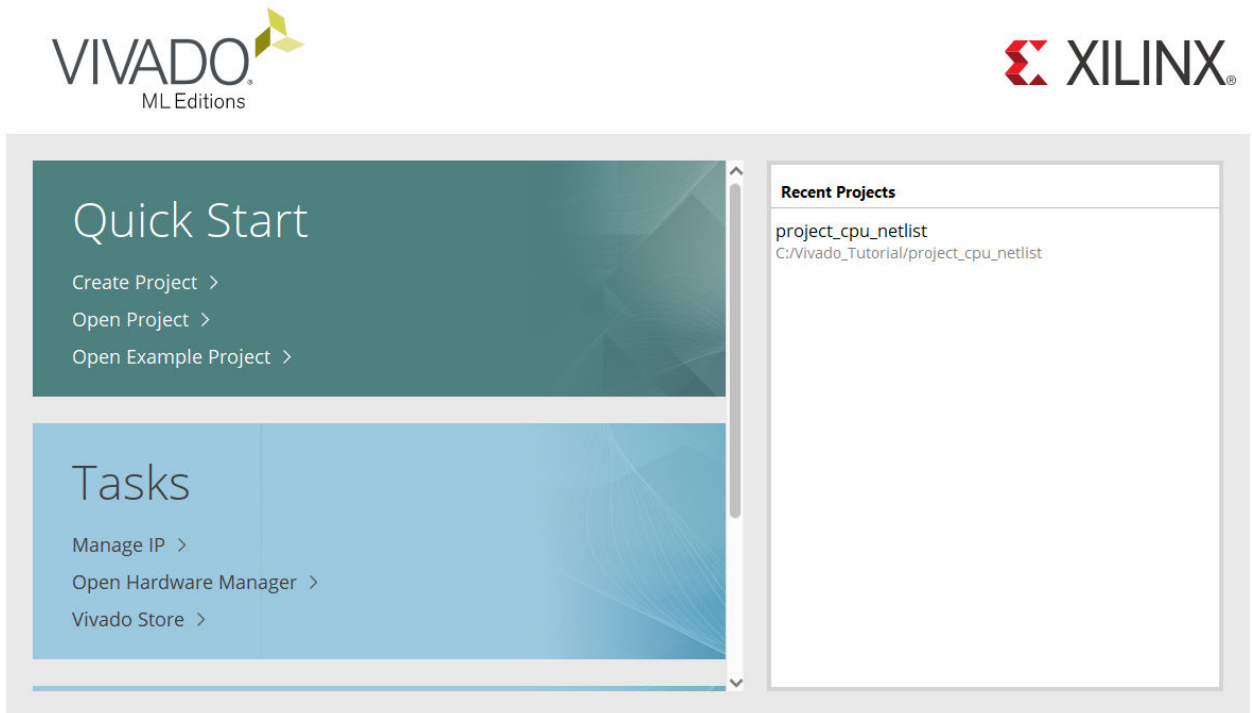 VIVADO.
ML Editions
XILINX®
Quick Start
Create Project >
Open Project >
Open Example Project >
Tasks
Manage IP >
Open Hardware Manager >
Vivado Store >
Recent Projects
project_cpu_netlist
C:/Vivado_Tutorial/project_cpu_netlist